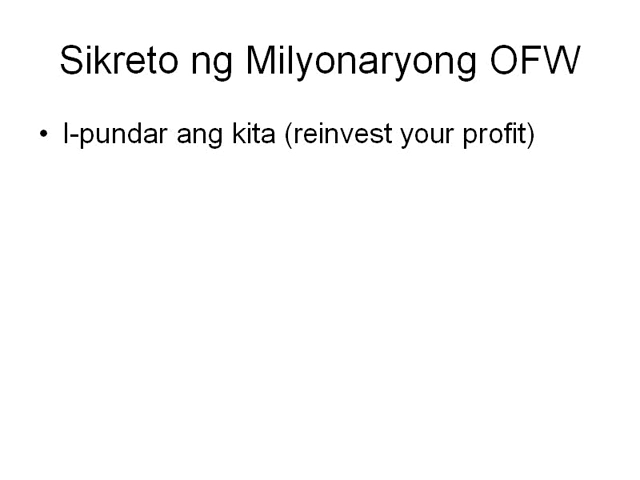 Sikreto ng Milyonaryong OFW
• I-pundar ang kita (reinvest your profit)